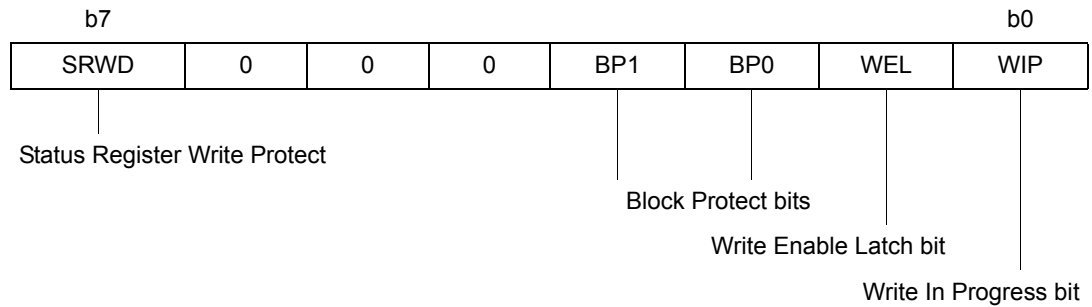 b7 b0
SRWD 0 0 0 BP1 BP0 WEL WIP
Status Register Write Protect
Block Protect bits
Write Enable Latch bit
Write In Progress bit